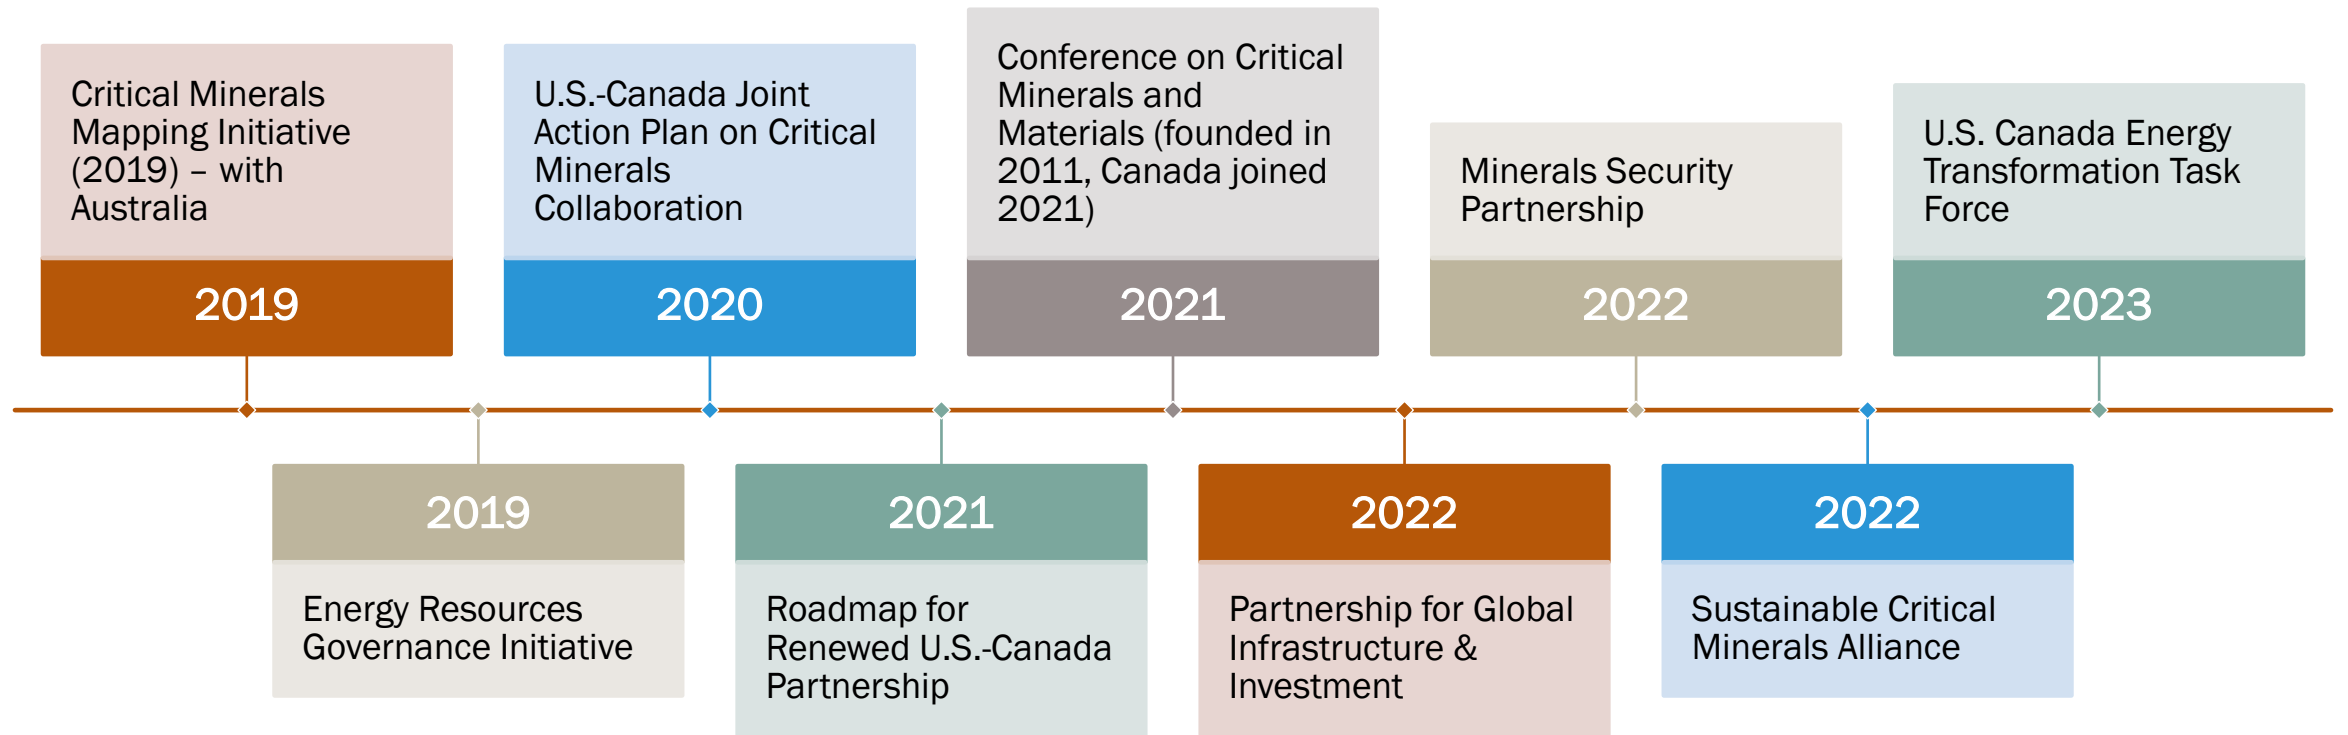 Critical Minerals
Mapping Initiative
(2019) – with
Australia
2019
2019
Energy Resources
Governance Initiative
U.S.-Canada Joint
Action Plan on Critical
Minerals
Collaboration
2020
2021
Roadmap for
Renewed U.S.-Canada
Partnership
Conference on Critical
Minerals and
Materials (founded in
2011, Canada joined
2021)
2021
2022
Partnership for Global
Infrastructure &
Investment
Minerals Security
Partnership
2022
2022
Sustainable Critical
Minerals Alliance
U.S. Canada Energy
Transformation Task
Force
2023